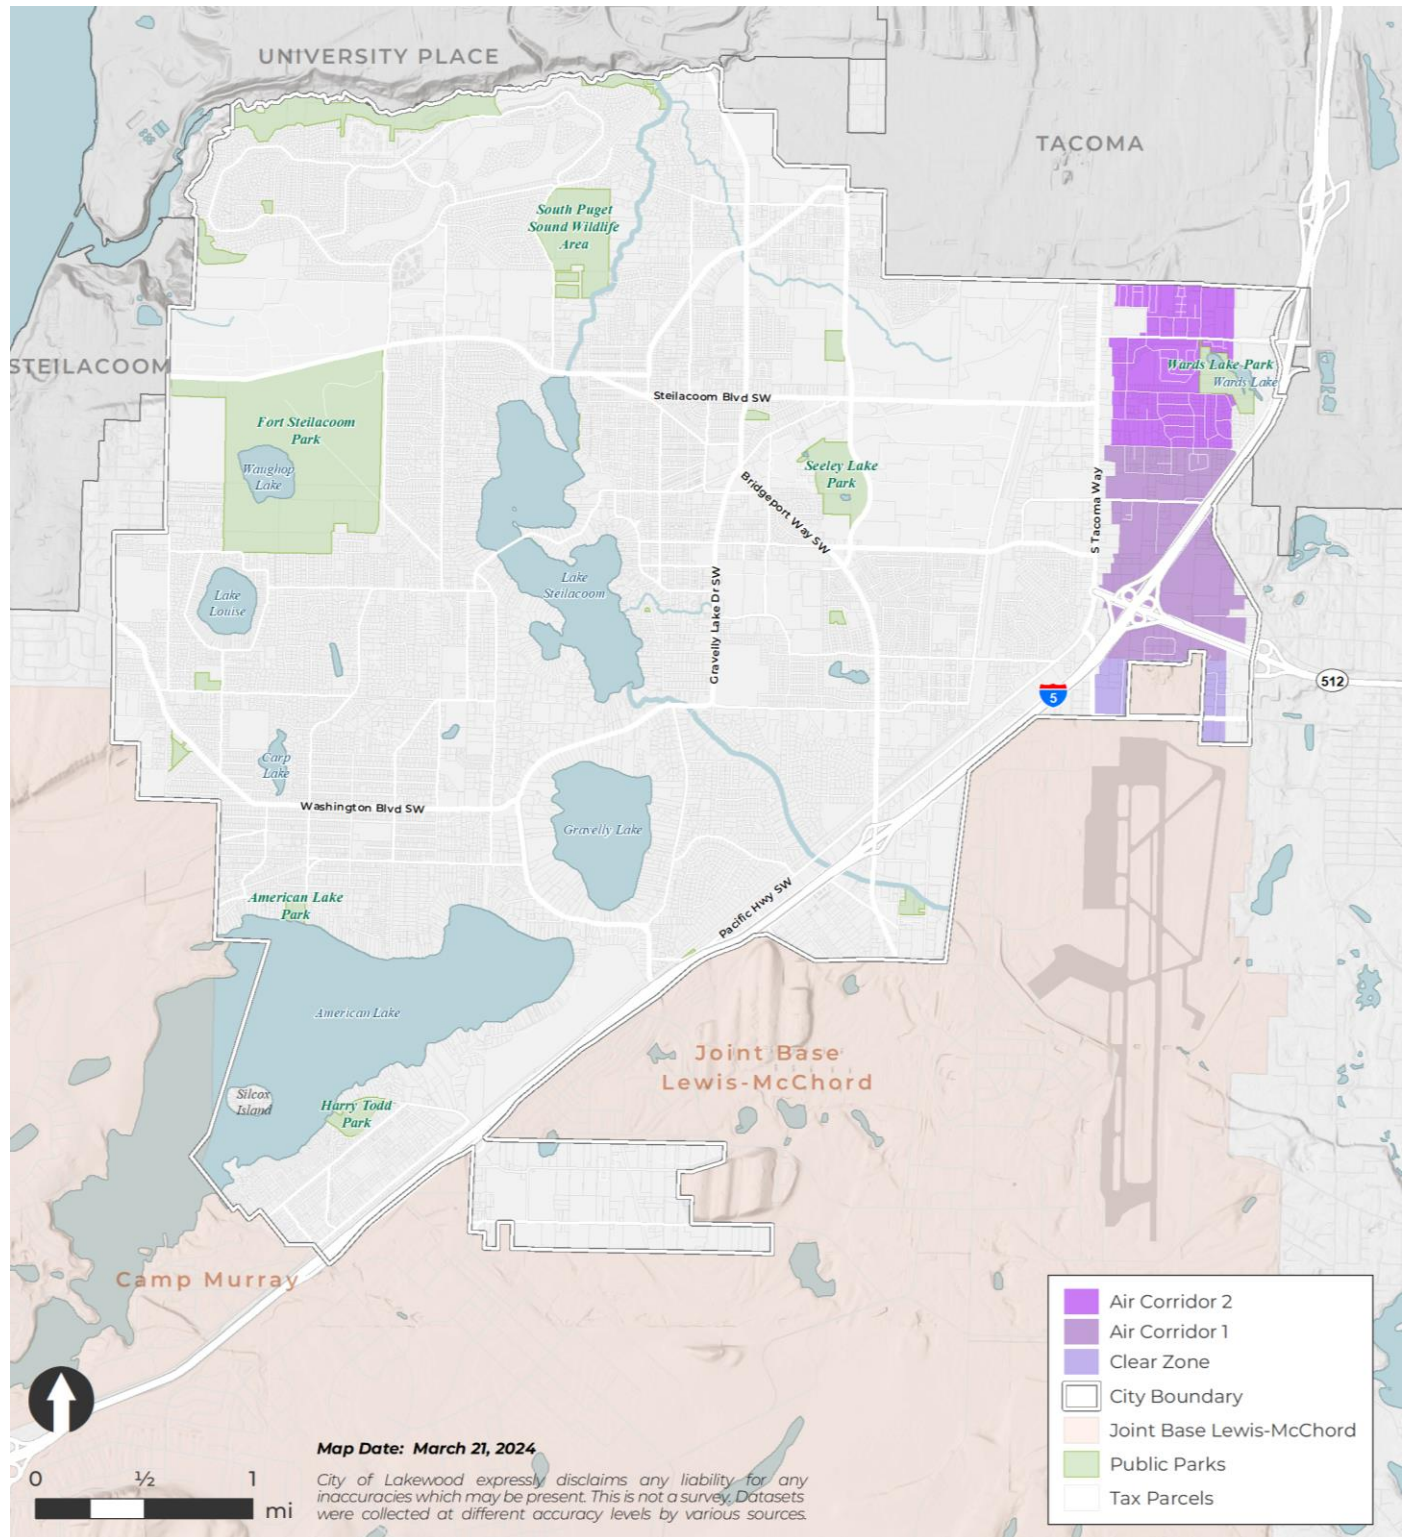 UNIVERSITY PLACE
TACOMA
South Puget
Sound Wildlife
Area
STEILACOOM
Wards Lake Park
Wards Lake
Steilacoom Blvd SW
Fort Steilacoom
Park
Waughop
Lake
Seeley Lake
Park
Bridgeport Way SW
S Tacoma Way
Lake
Steilacoom
Lake
Louise
Gravelly Lake Dr SW
512
5
Carp
Lake
Washington Blvd SW
Gravelly Lake
American Lake
Park
Pacific Hwy SW
American Lake
Joint Base
Lewis-McChord
Silcox
Island
Harry Todd
Park
Camp Murray
Air Corridor 2
Air Corridor 1
Clear Zone
City Boundary
Joint Base Lewis-McChord
Public Parks
Tax Parcels
Map Date: March 21, 2024
0 ½ 1
mi
City of Lakewood expressly disclaims any liability for any
inaccuracies which may be present. This is not a survey. Datasets
were collected at different accuracy levels by various sources.